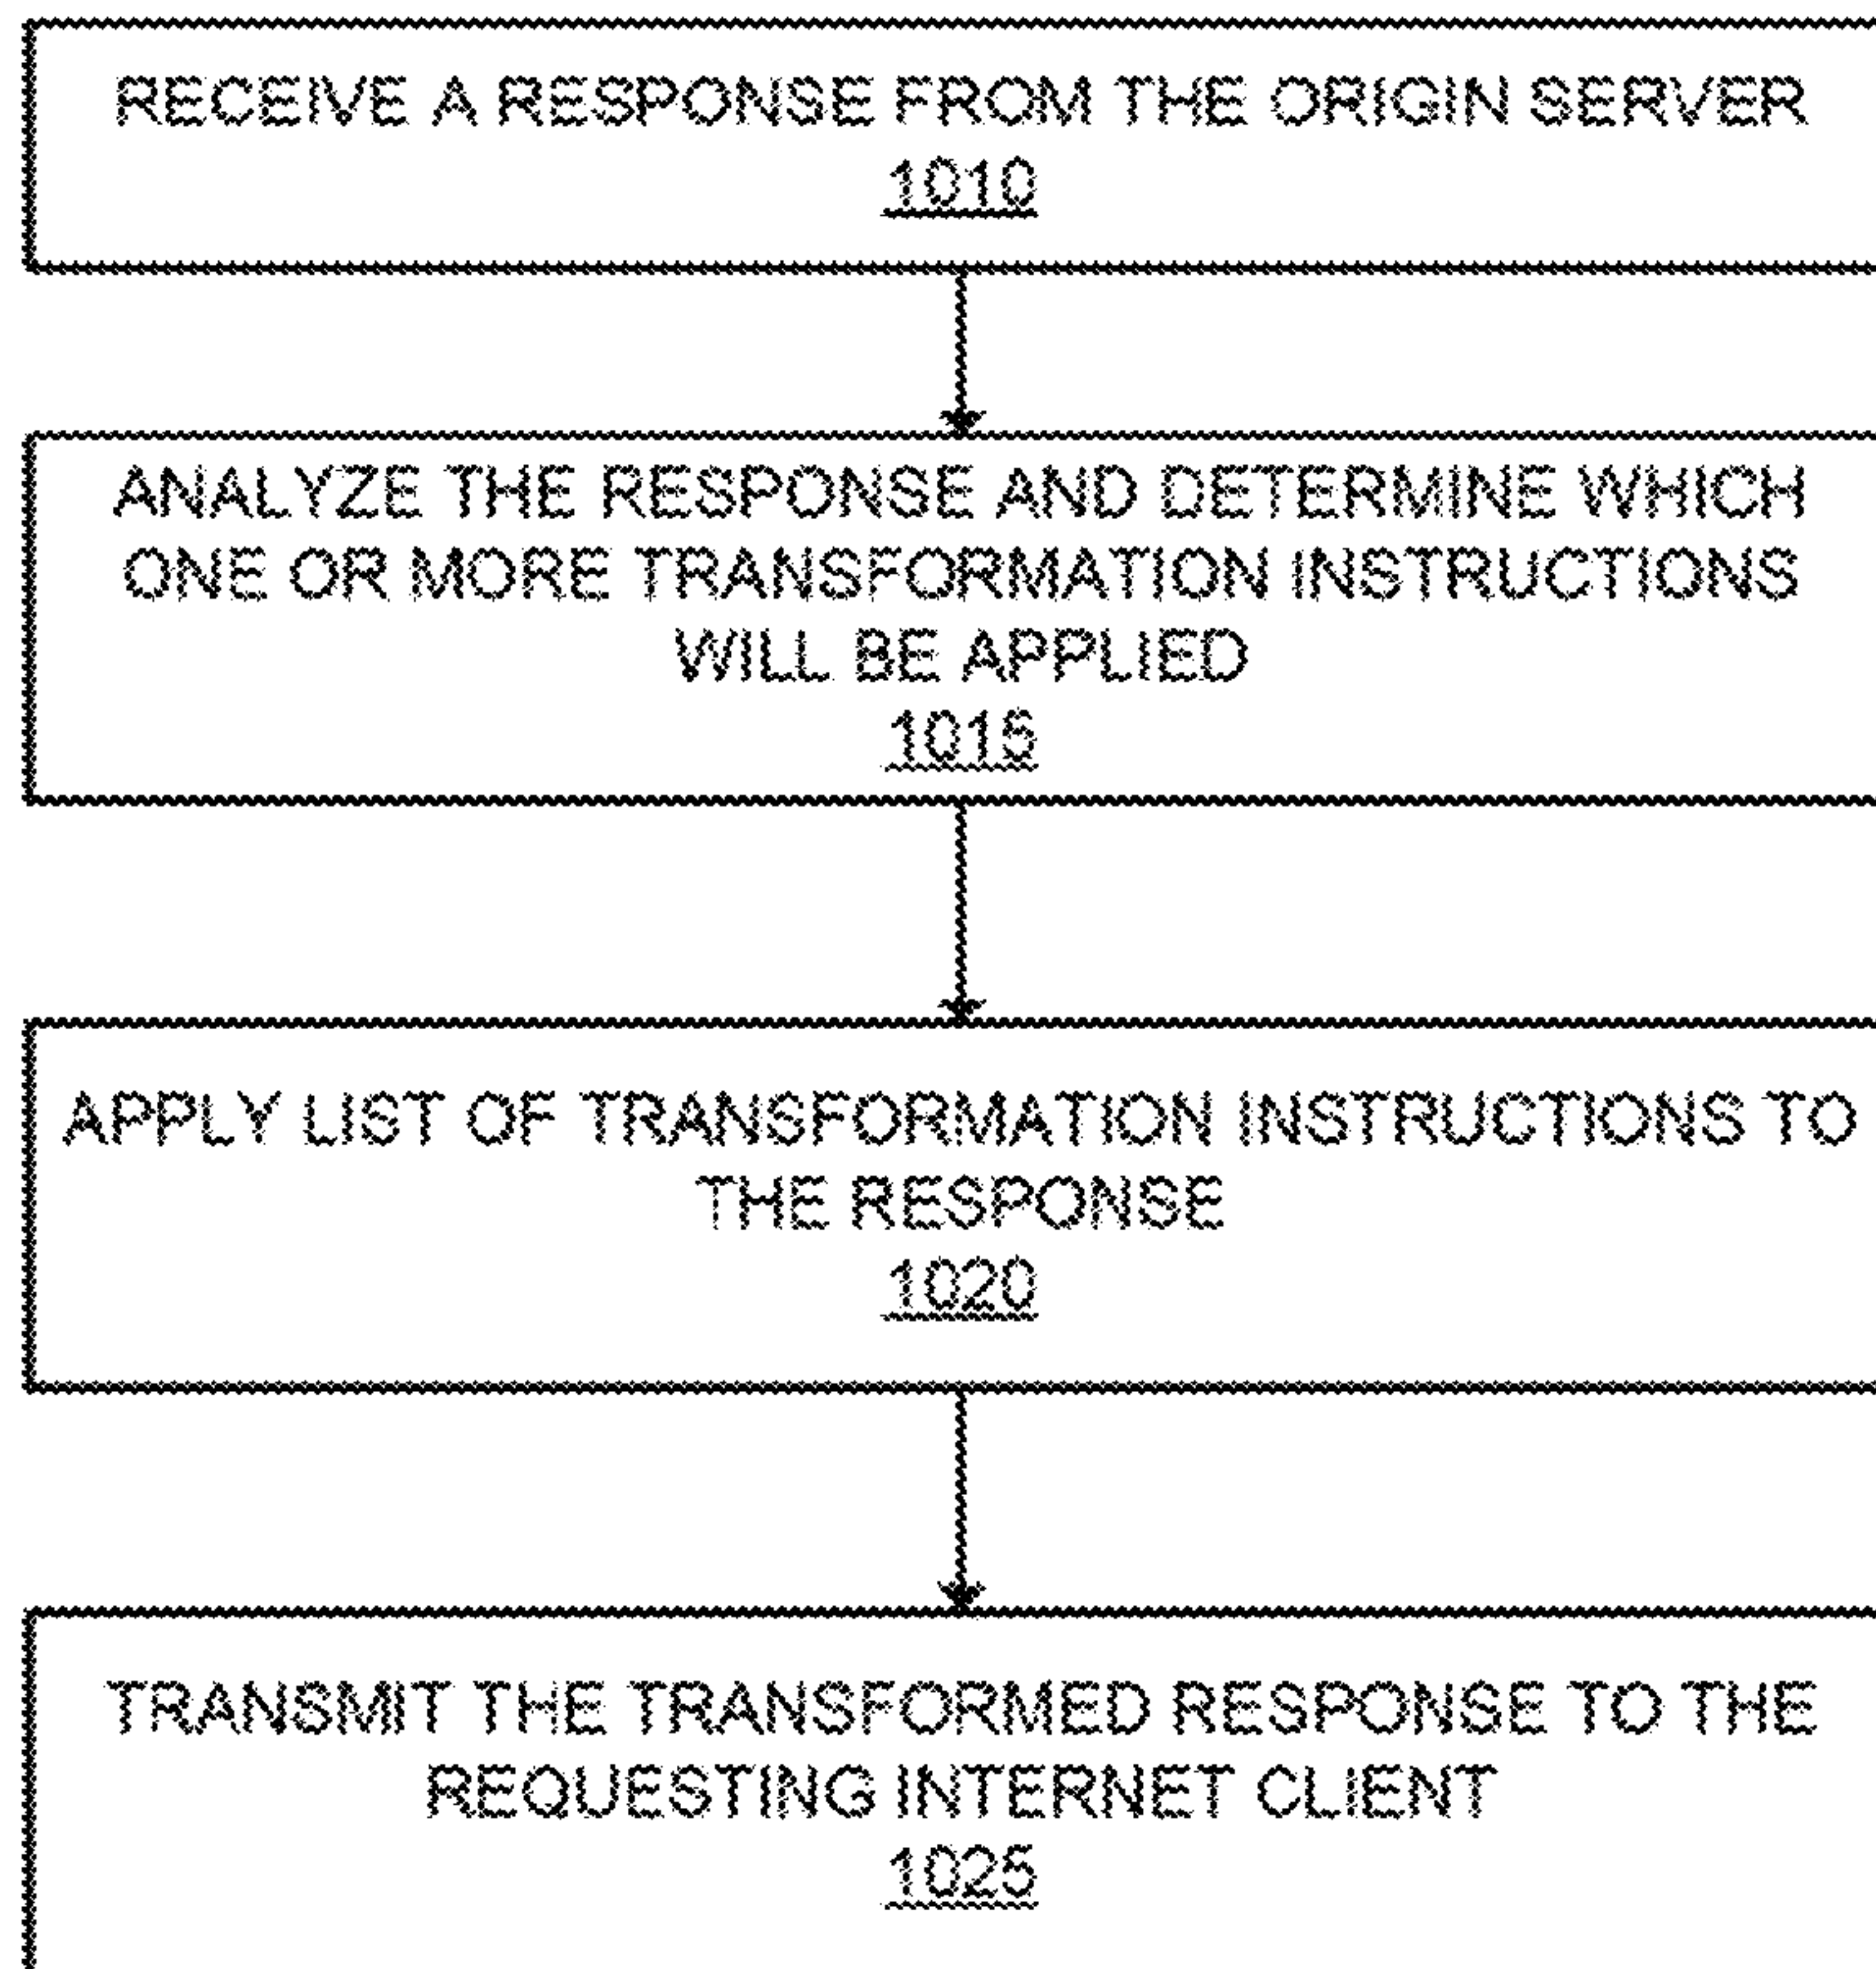 RECEIVE A RESPONSE FROM THE ORIGIN SERVER
1010
ANALYZE THE RESPONSE AND DETERMINE WHICH
ONE OR MORE TRANSFORMATION INSTRUCTIONS
WILL BE APPLIED
1015
APPLY LIST OF TRANSFORMATION INSTRUCTIONS TO
THE RESPONSE
1020
TRANSMIT THE TRANSFORMED RESPONSE TO THE
REQUESTING INTERNET CLIENT
1025